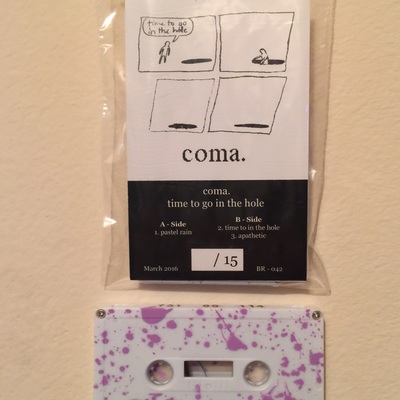 time to go
in the hole
coma.
coma.
time to go in the hole
A - Side
1. pastel rain
B - Side
2. time to in the hole
3. apathetic
/ 15
March 2016
BR - 042